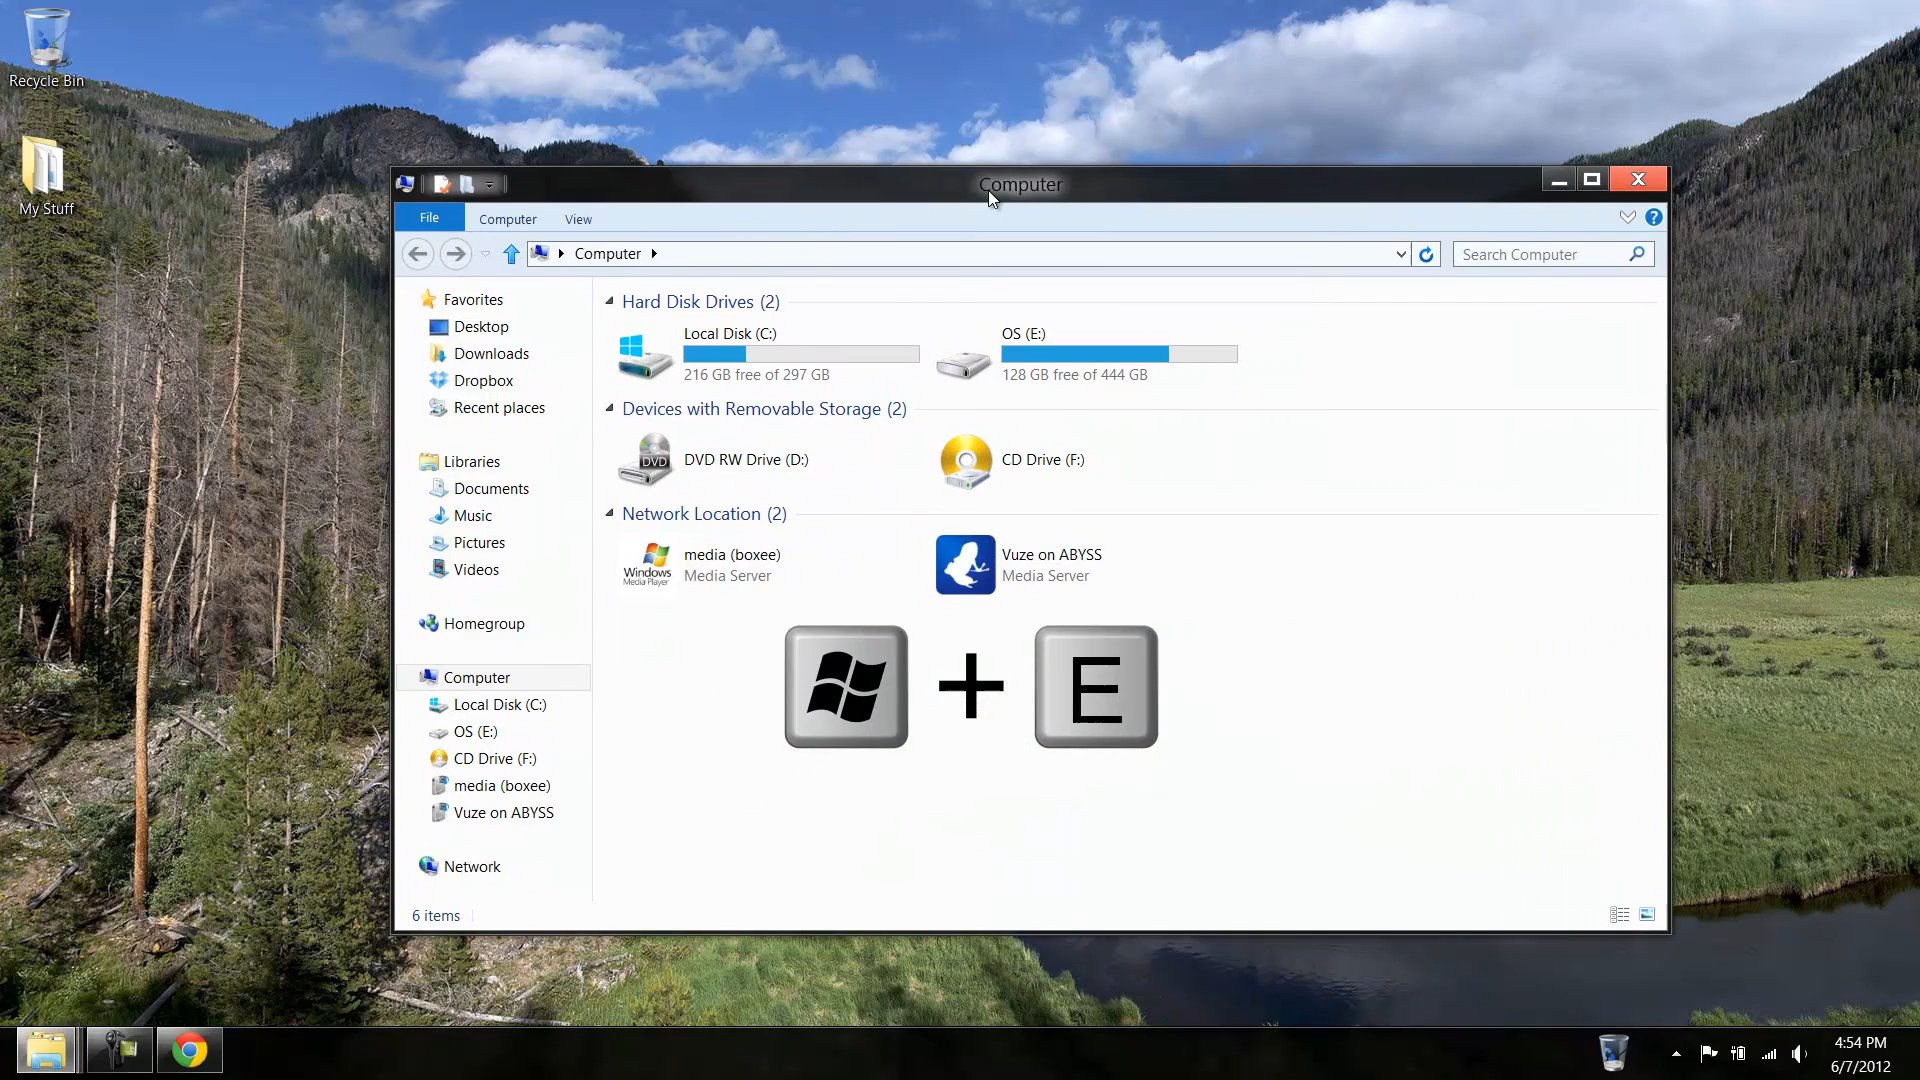 Recycle Bin
My Stuff
Computer
File
Computer
View
Computer
Search Computer
Favorites
Desktop
Downloads
Dropbox
Recent places
Libraries
Documents
Music
Pictures
Videos
Homegroup
Computer
Local Disk (C:)
OS (E:)
CD Drive (F:)
media (boxee)
Vuze on ABYSS
Network
Hard Disk Drives (2)
Local Disk (C:)
216 GB free of 297 GB
OS (E:)
128 GB free of 444 GB
Devices with Removable Storage (2)
DVD
DVD RW Drive (D:)
CD Drive (F:)
Network Location (2)
Windows
Media Player
media (boxee)
Media Server
Vuze on ABYSS
Media Server
+ E
6 items
4:54 PM
6/7/2012